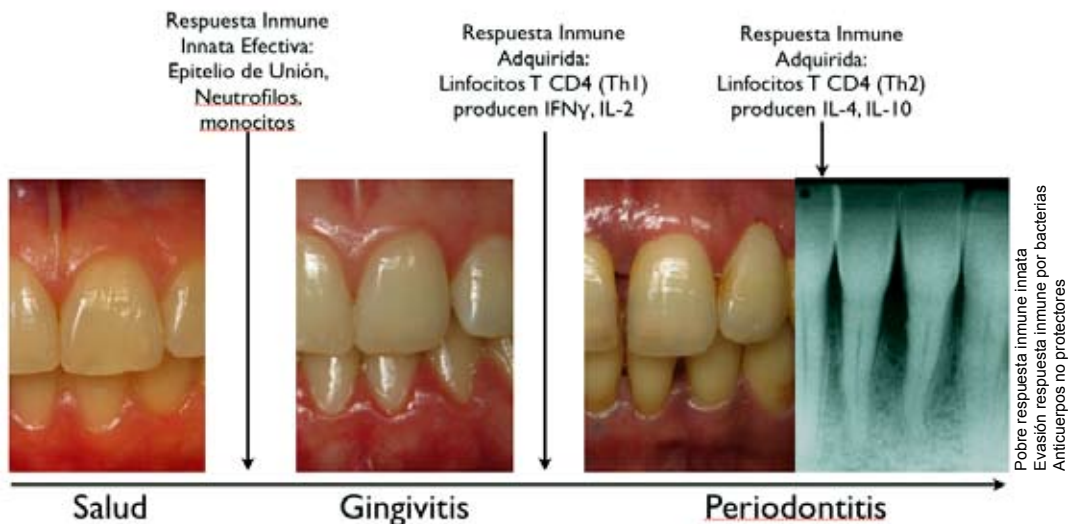 Respuesta Inmune
Innata Efectiva:
Epitelio de Unión,
Neutrofilos,
monocitos
Respuesta Inmune
Adquirida:
Linfocitos T CD4 (Th1)
producen IFNγ, IL-2
Respuesta Inmune
Adquirida:
Linfocitos T CD4 (Th2)
producen IL-4, IL-10
Pobre respuesta inmune innata
Evasión respuesta inmune por bacterias
Anticuerpos no protectores
Salud
Gingivitis
Periodontitis